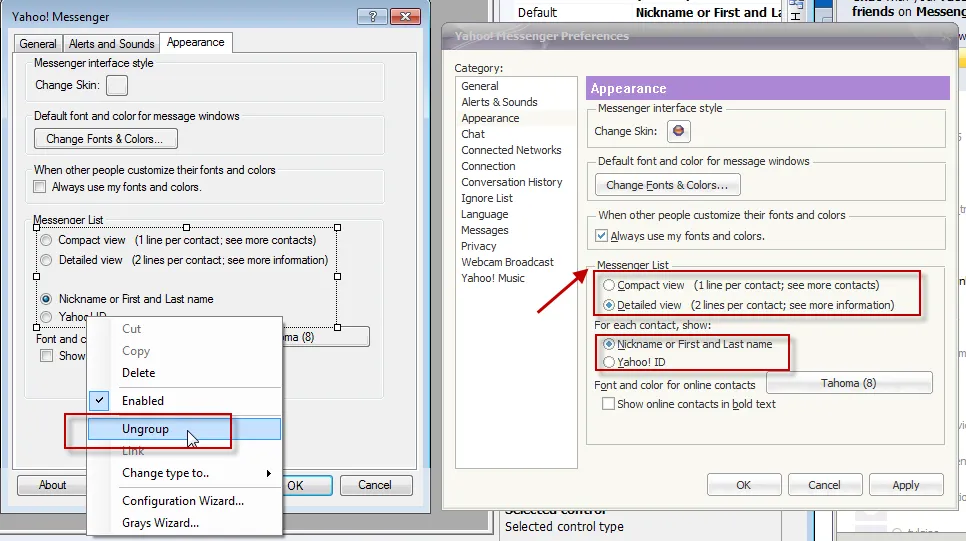 Yahoo! Messenger
General Alerts and Sounds Appearance
Messenger interface style
Change Skin:
Default font and color for message windows
Change Fonts & Colors...
When other people customize their fonts and colors
Always use my fonts and colors.
Messenger List
Compact view (1 line per contact; see more contacts)
Detailed view (2 lines per contact; see more information)
Nickname or First and Last name
Font and c
ma (8)
Show
Cut
Copy
Delete
Enabled
Ungroup
Link
Change type to..
Configuration Wizard...
Grays Wizard...
About
OK
Cancel
Default Nickname or First and La
friends on Messeng
Yahoo! Messenger Preferences
Category:
General
Alerts & Sounds
Appearance
Chat
Connected Networks
Connection
Conversation History
Ignore List
Language
Messages
Privacy
Webcam Broadcast
Yahoo! Music
Appearance
Messenger interface style
Change Skin:
Default font and color for message windows
Change Fonts & Colors...
When other people customize their fonts and colors
Always use my fonts and colors.
Messenger List
Compact view (1 line per contact; see more contacts)
Detailed view (2 lines per contact; see more information)
For each contact, show:
Nickname or First and Last name
Yahoo! ID
Font and color for online contacts Tahoma (8)
Show online contacts in bold text
OK Cancel Apply
Selected control
Selected control type